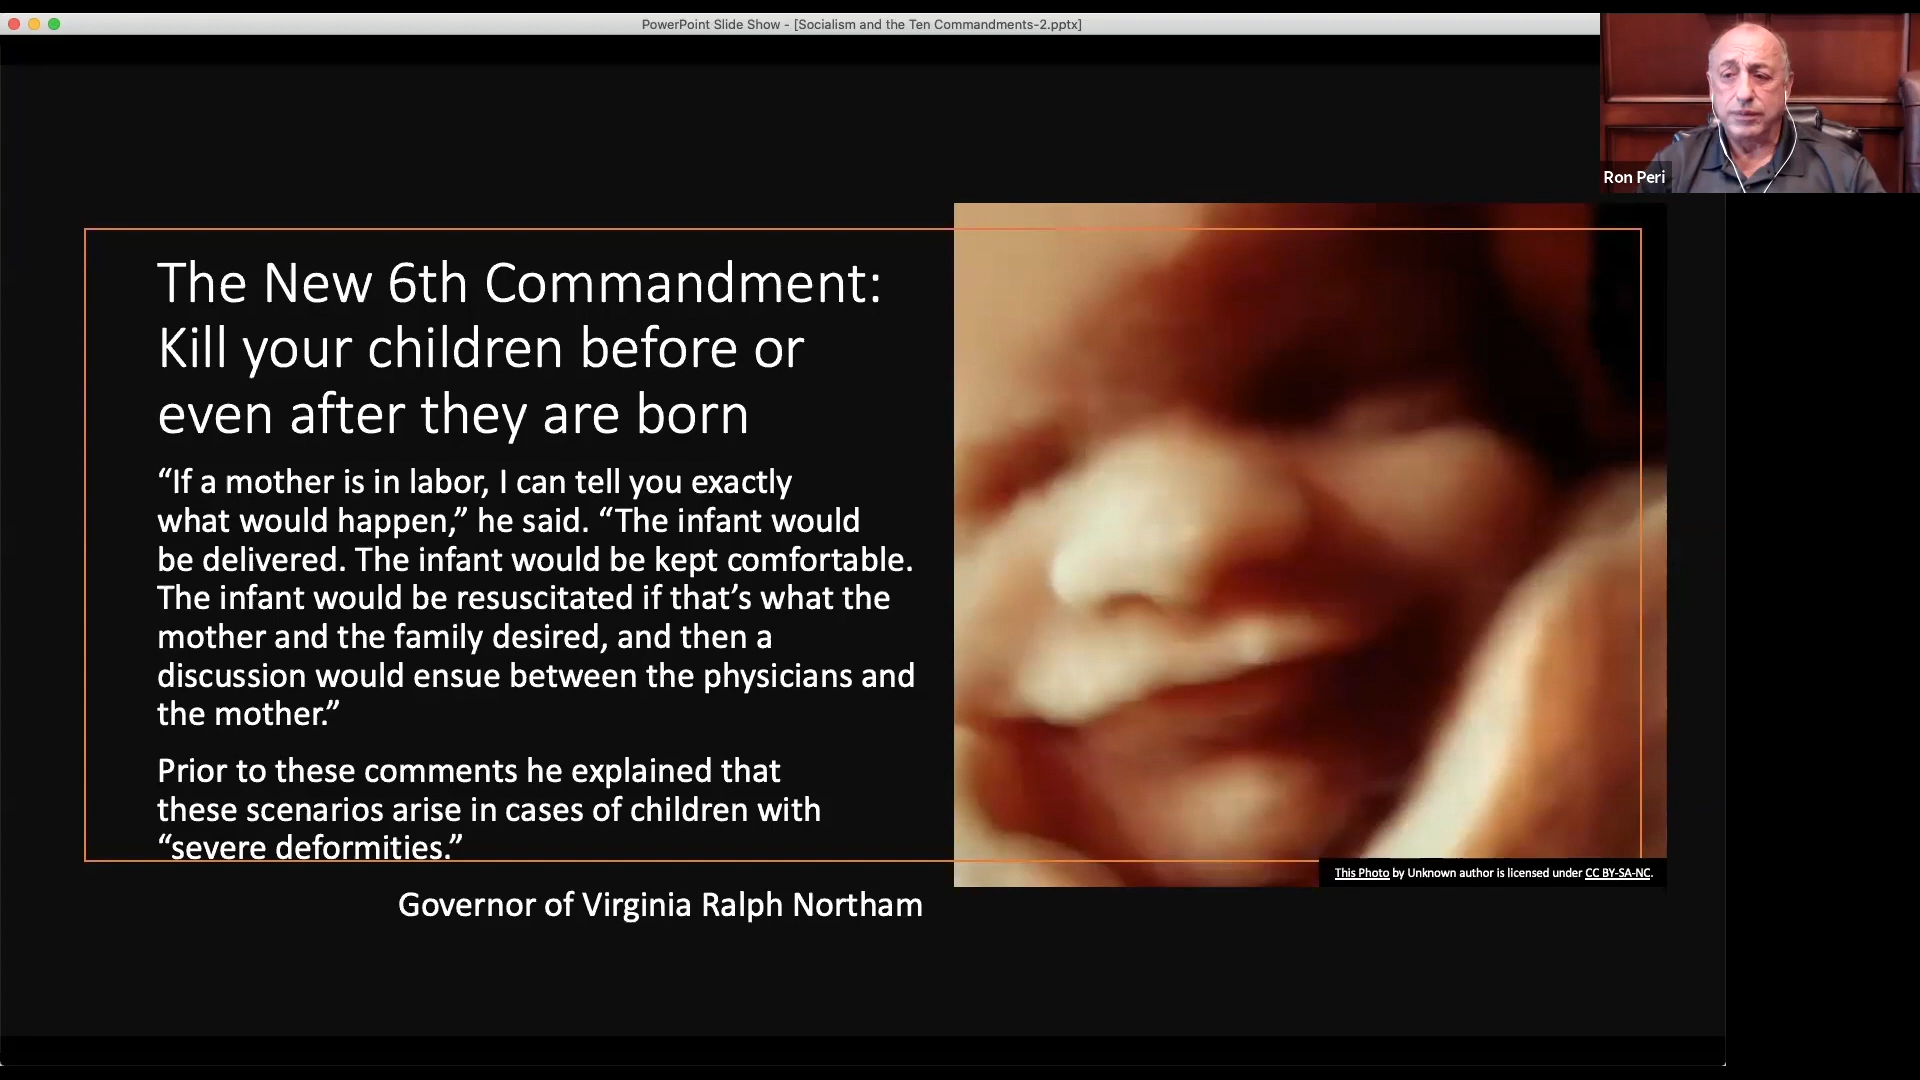 PowerPoint Slide Show - [Socialism and the Ten Commandments-2.pptx]
Ron Peri
The New 6th Commandment:
Kill your children before or
even after they are born
“If a mother is in labor, I can tell you exactly
what would happen,” he said. “The infant would
be delivered. The infant would be kept comfortable.
The infant would be resuscitated if that’s what the
mother and the family desired, and then a
discussion would ensue between the physicians and
the mother.”
Prior to these comments he explained that
these scenarios arise in cases of children with
“severe deformities.”
This Photo by Unknown author is licensed under CC BY-SA-NC.
Governor of Virginia Ralph Northam